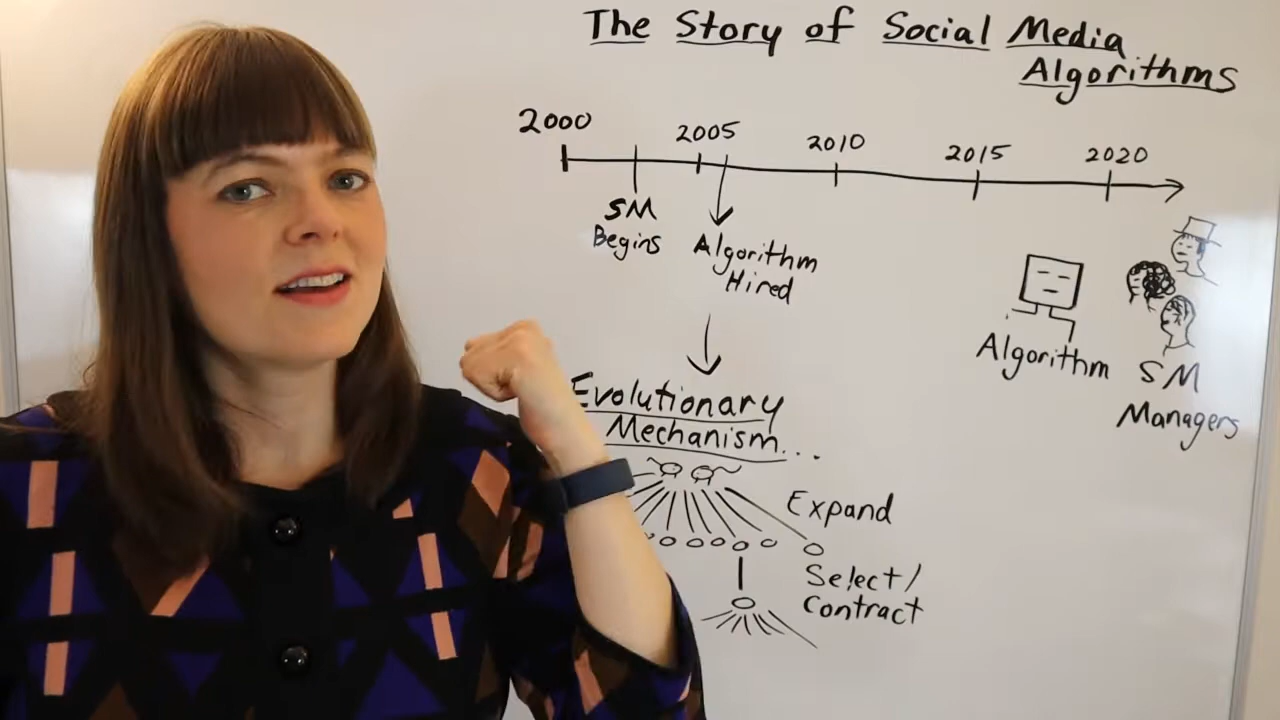 The Story of Social Media
Algorithms
2000 2005 2010 2015 2020
SM
Begins
Algorithm
Hired
Evolutionary
Mechanism...
Expand
Select/
Contract
Algorithm
SM
Managers